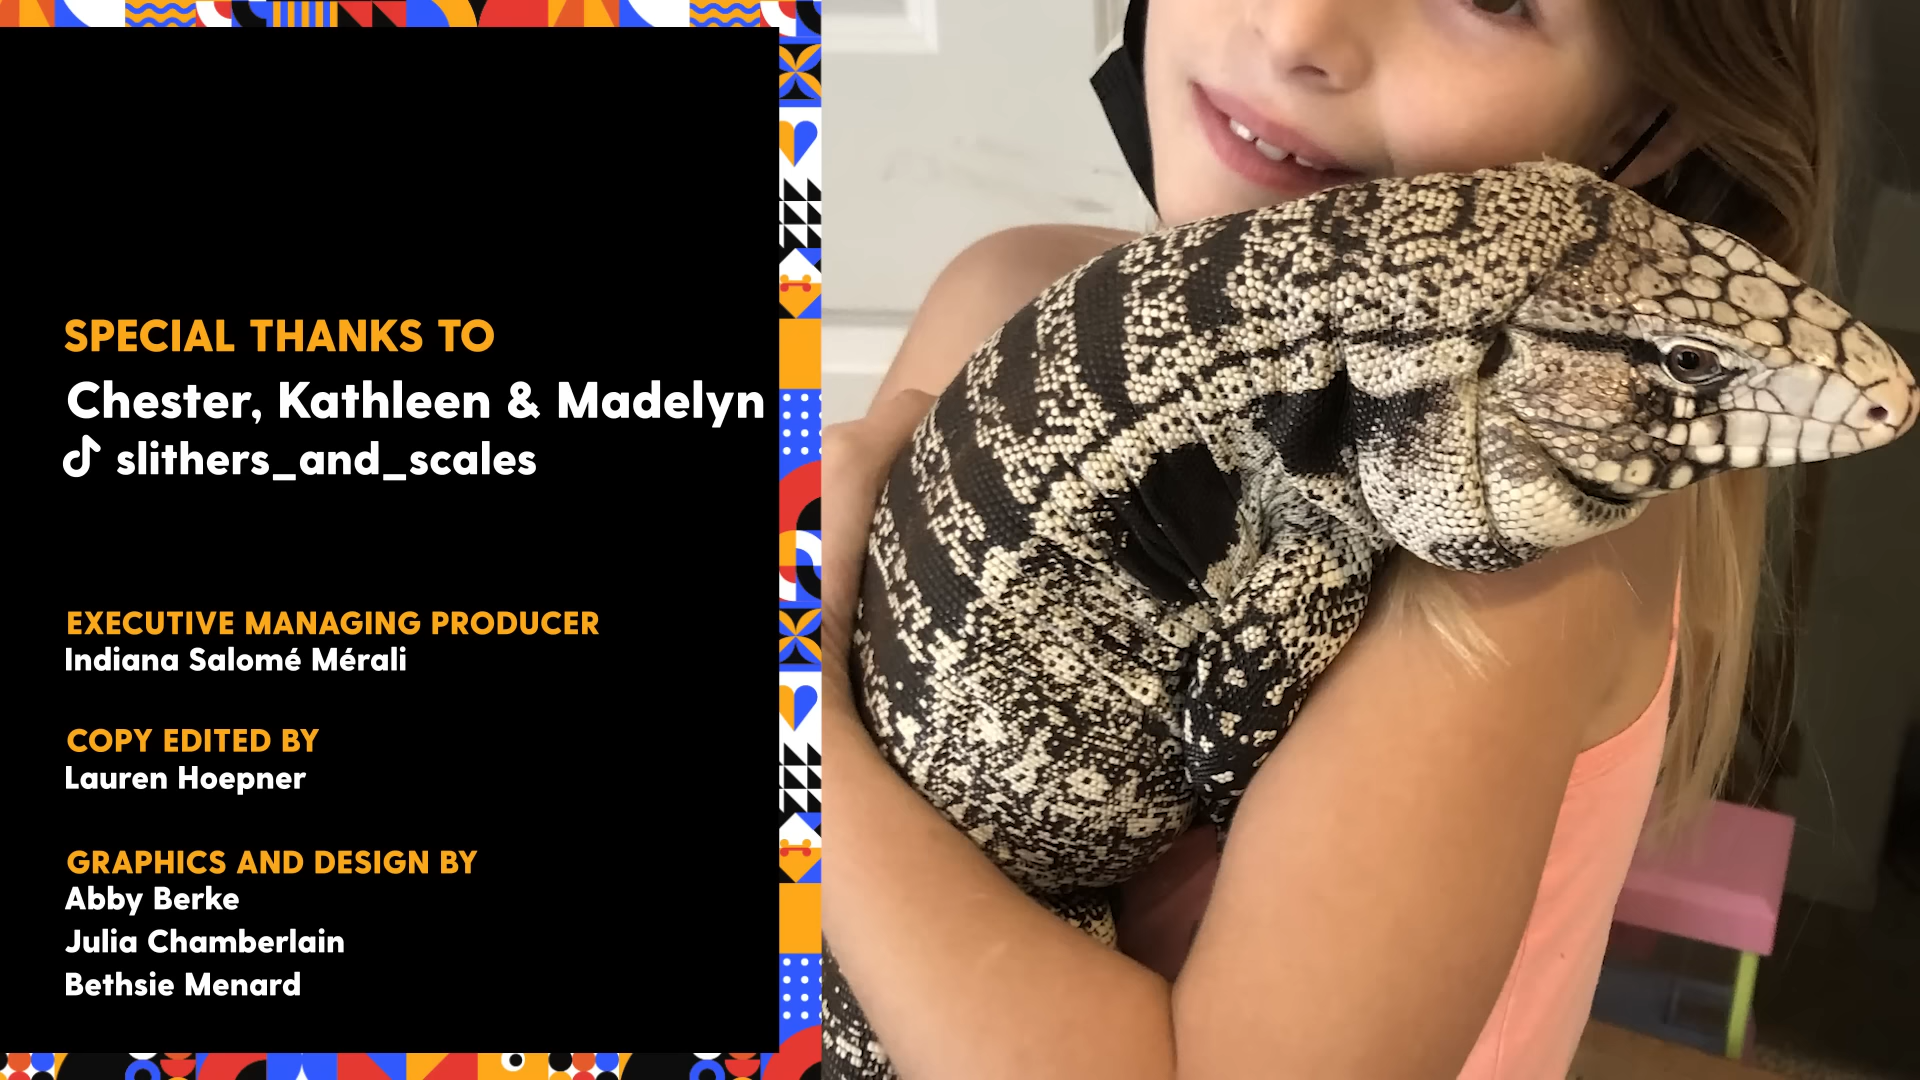 SPECIAL THANKS TO
Chester, Kathleen & Madelyn
slithers_and_scales
EXECUTIVE MANAGING PRODUCER
Indiana Salomé Mérali
COPY EDITED BY
Lauren Hoepner
GRAPHICS AND DESIGN BY
Abby Berke
Julia Chamberlain
Bethsie Menard